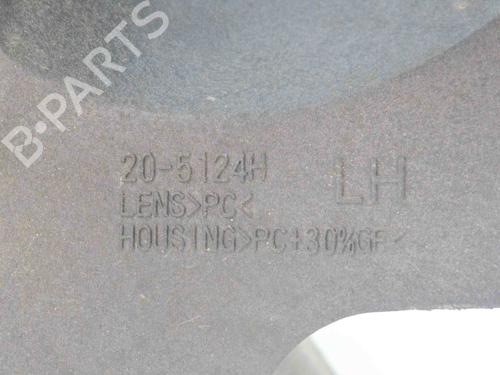 B-PARTS
20-5124H LH
LENS>PC<
HOUSING>PC+30%GF<